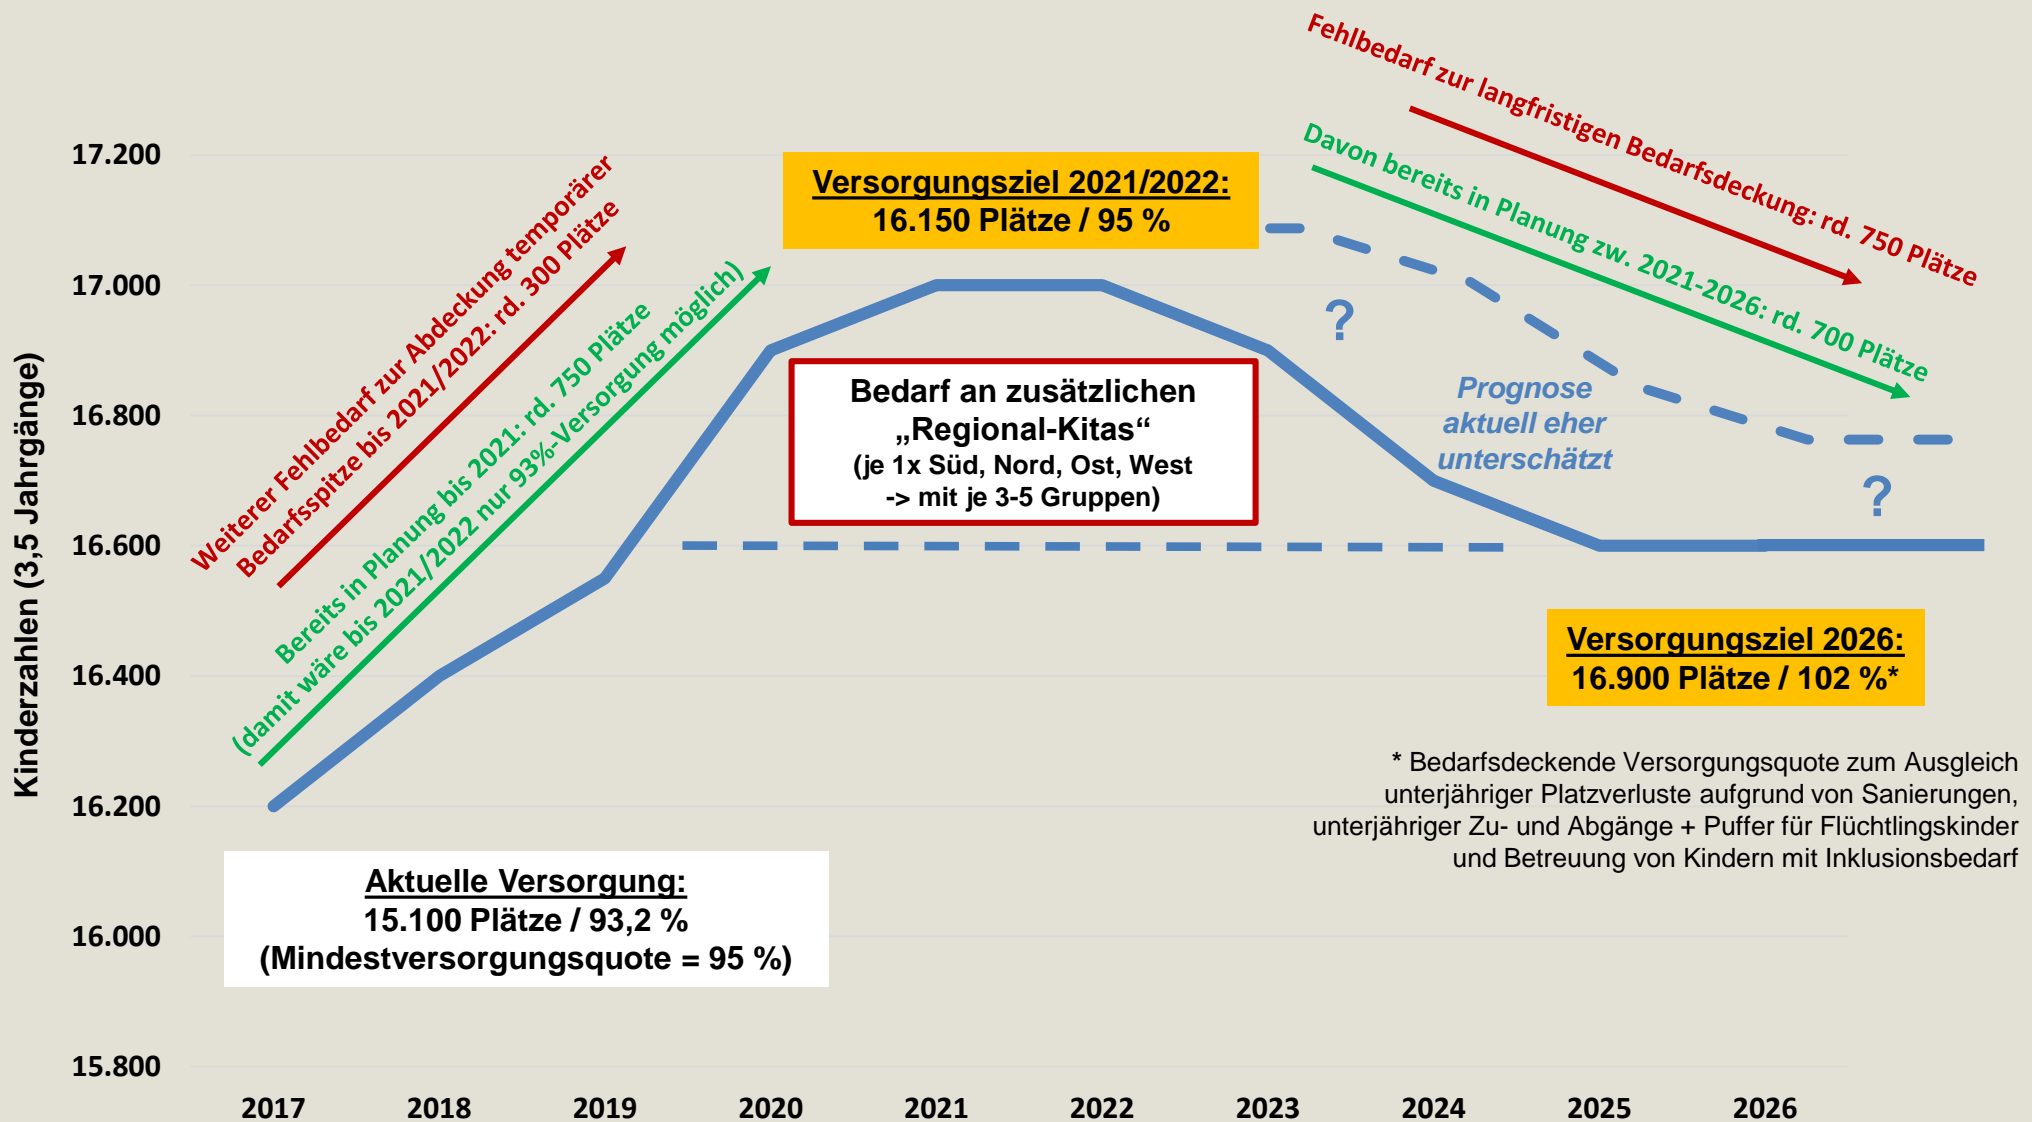 Fehlbedarf zur langfristigen Bedarfsdeckung: rd. 750 Plätze
Davon bereits in Planung zw. 2021-2026: rd. 700 Plätze
Weiterer Fehlbedarf zur Abdeckung temporärer
Bedarfsspitze bis 2021/2022: rd. 300 Plätze
Bereits in Planung bis 2021: rd. 750 Plätze
(damit wäre bis 2021/2022 nur 93%-Versorgung möglich)
Versorgungsziel 2021/2022:
16.150 Plätze / 95 %
?
Bedarf an zusätzlichen
„Regional-Kitas“
(je 1x Süd, Nord, Ost, West
-> mit je 3-5 Gruppen)
Prognose
aktuell eher
unterschätzt
?
Versorgungsziel 2026:
16.900 Plätze / 102 %*
* Bedarfsdeckende Versorgungsquote zum Ausgleich
unterjähriger Platzverluste aufgrund von Sanierungen,
unterjähriger Zu- und Abgänge + Puffer für Flüchtlingskinder
und Betreuung von Kindern mit Inklusionsbedarf
Aktuelle Versorgung:
15.100 Plätze / 93,2 %
(Mindestversorgungsquote = 95 %)
Kinderzahlen (3,5 Jahrgänge)
17.200
17.000
16.800
16.600
16.400
16.200
16.000
15.800
2017 2018 2019 2020 2021 2022 2023 2024 2025 2026